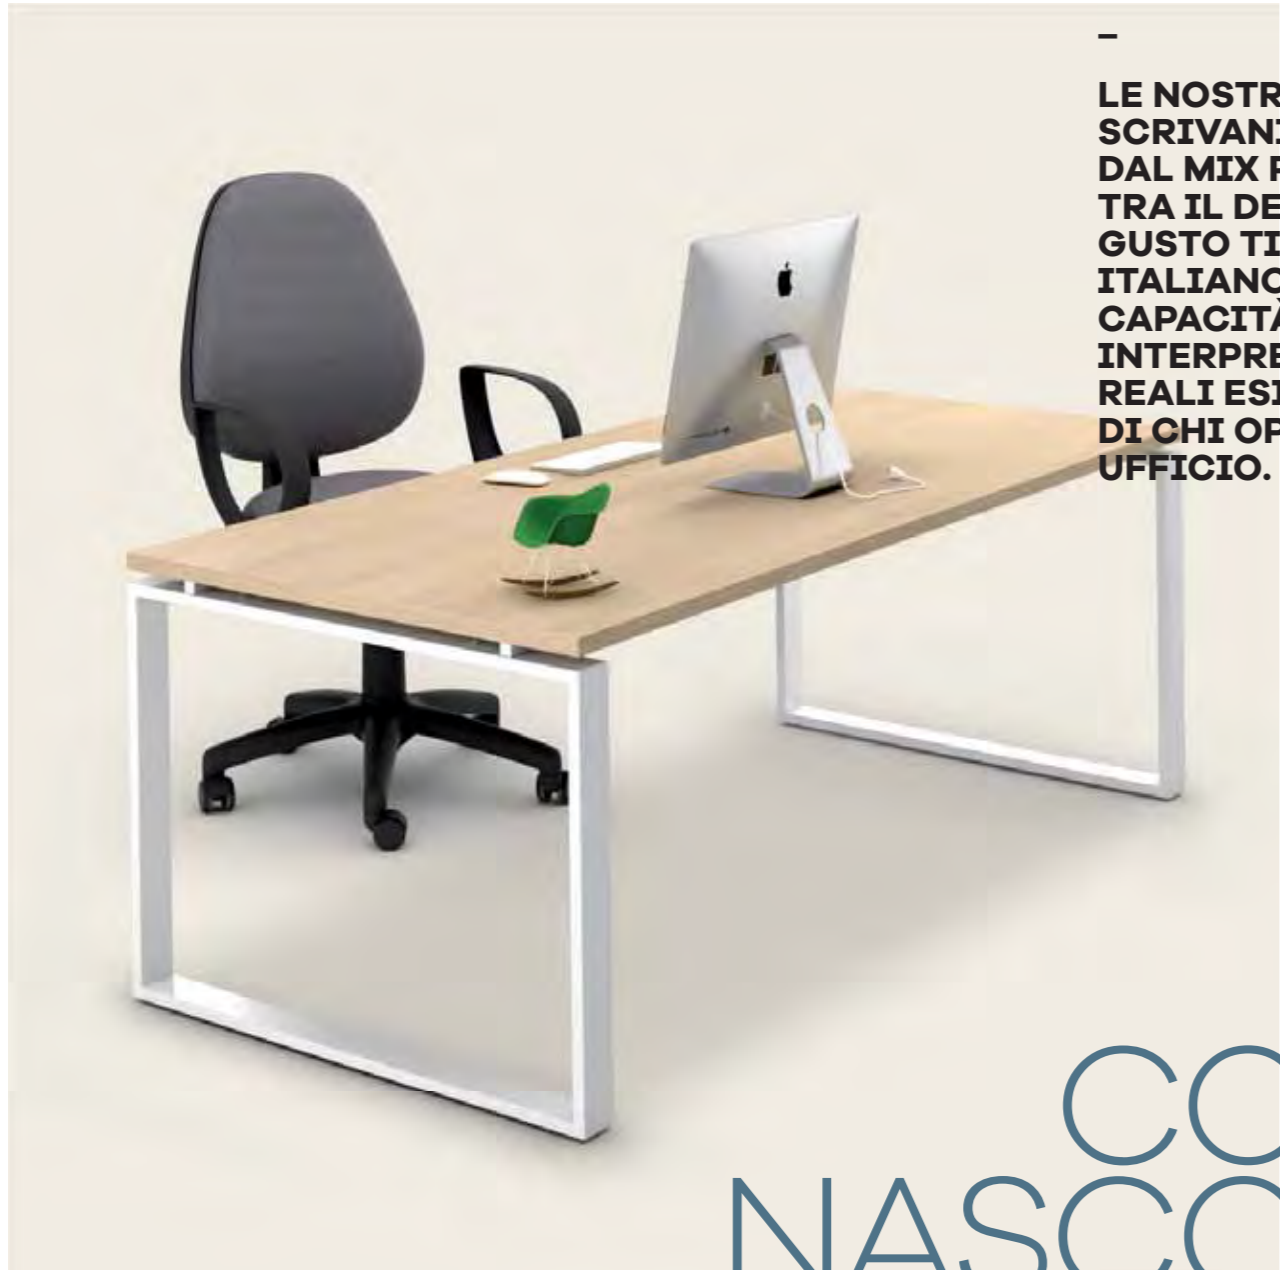 –
LE NOSTR
SCRIVANI
DAL MIX P
TRA IL DE
GUSTO TI
ITALIANO
CAPACITÀ
INTERPRE
REALI ESI
DI CHI OP
UFFICIO.
CO
NASCO